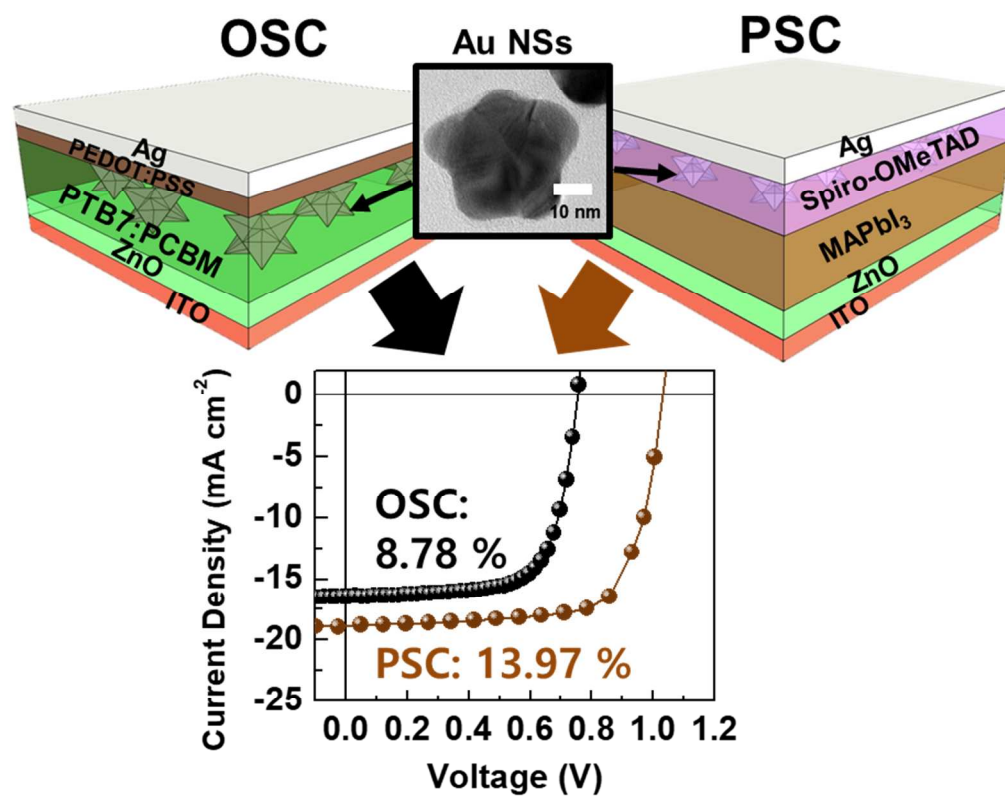 OSC
Au NSs
PSC
Ag
PEDOT:PSS
PTB7:PCBM
ZnO
ITO
10 nm
Ag
Spiro-OMeTAD
MAPbI₃
ZnO
ITO
Current Density (mA cm⁻²)
0
-5
-10
-15
-20
-25
OSC:
8.78 %
PSC: 13.97 %
0.0 0.2 0.4 0.6 0.8 1.0 1.2
Voltage (V)